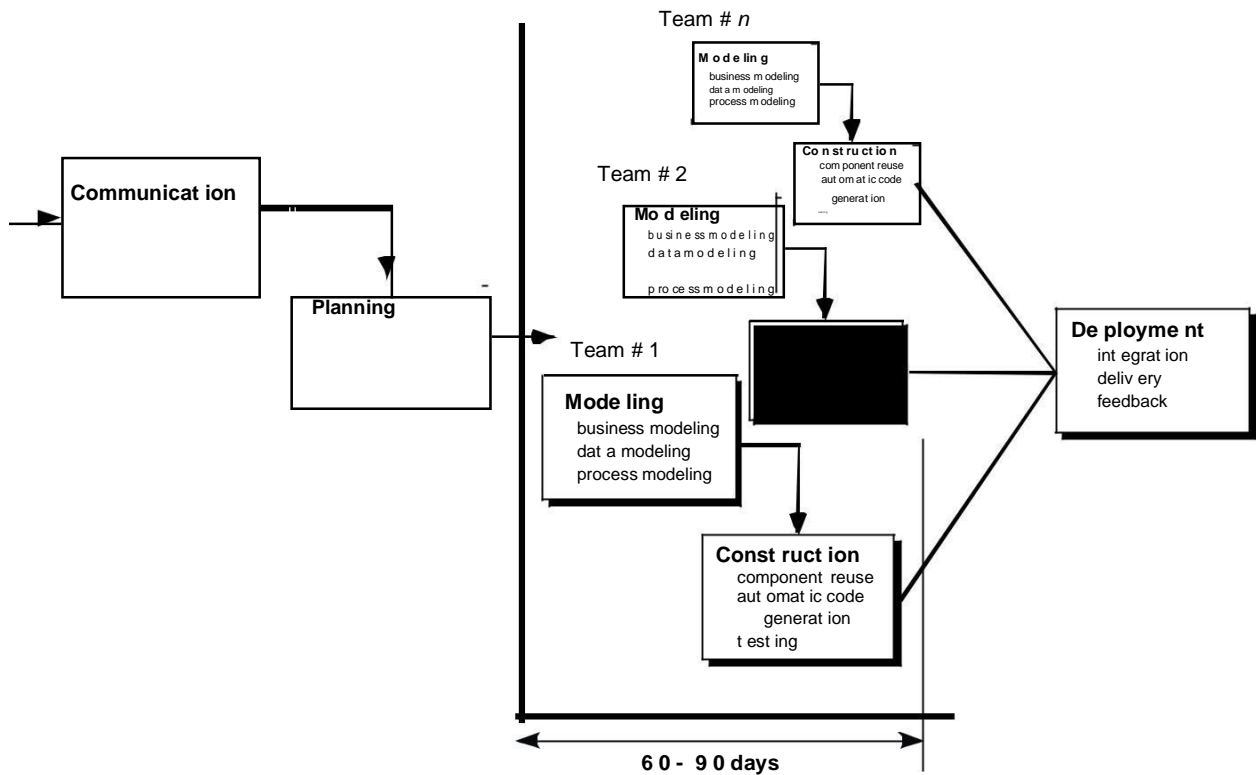 Team # n
Modeling
business modeling
data modeling
process modeling
Construction
component reuse
automatic code
generation
Team # 2
Modeling
business modeling
data modeling
process modeling
Communication
Planning
Team # 1
Modeling
business modeling
data modeling
process modeling
Construction
component reuse
automatic code
generation
testing
Deployment
integration
delivery
feedback
60 - 90 days